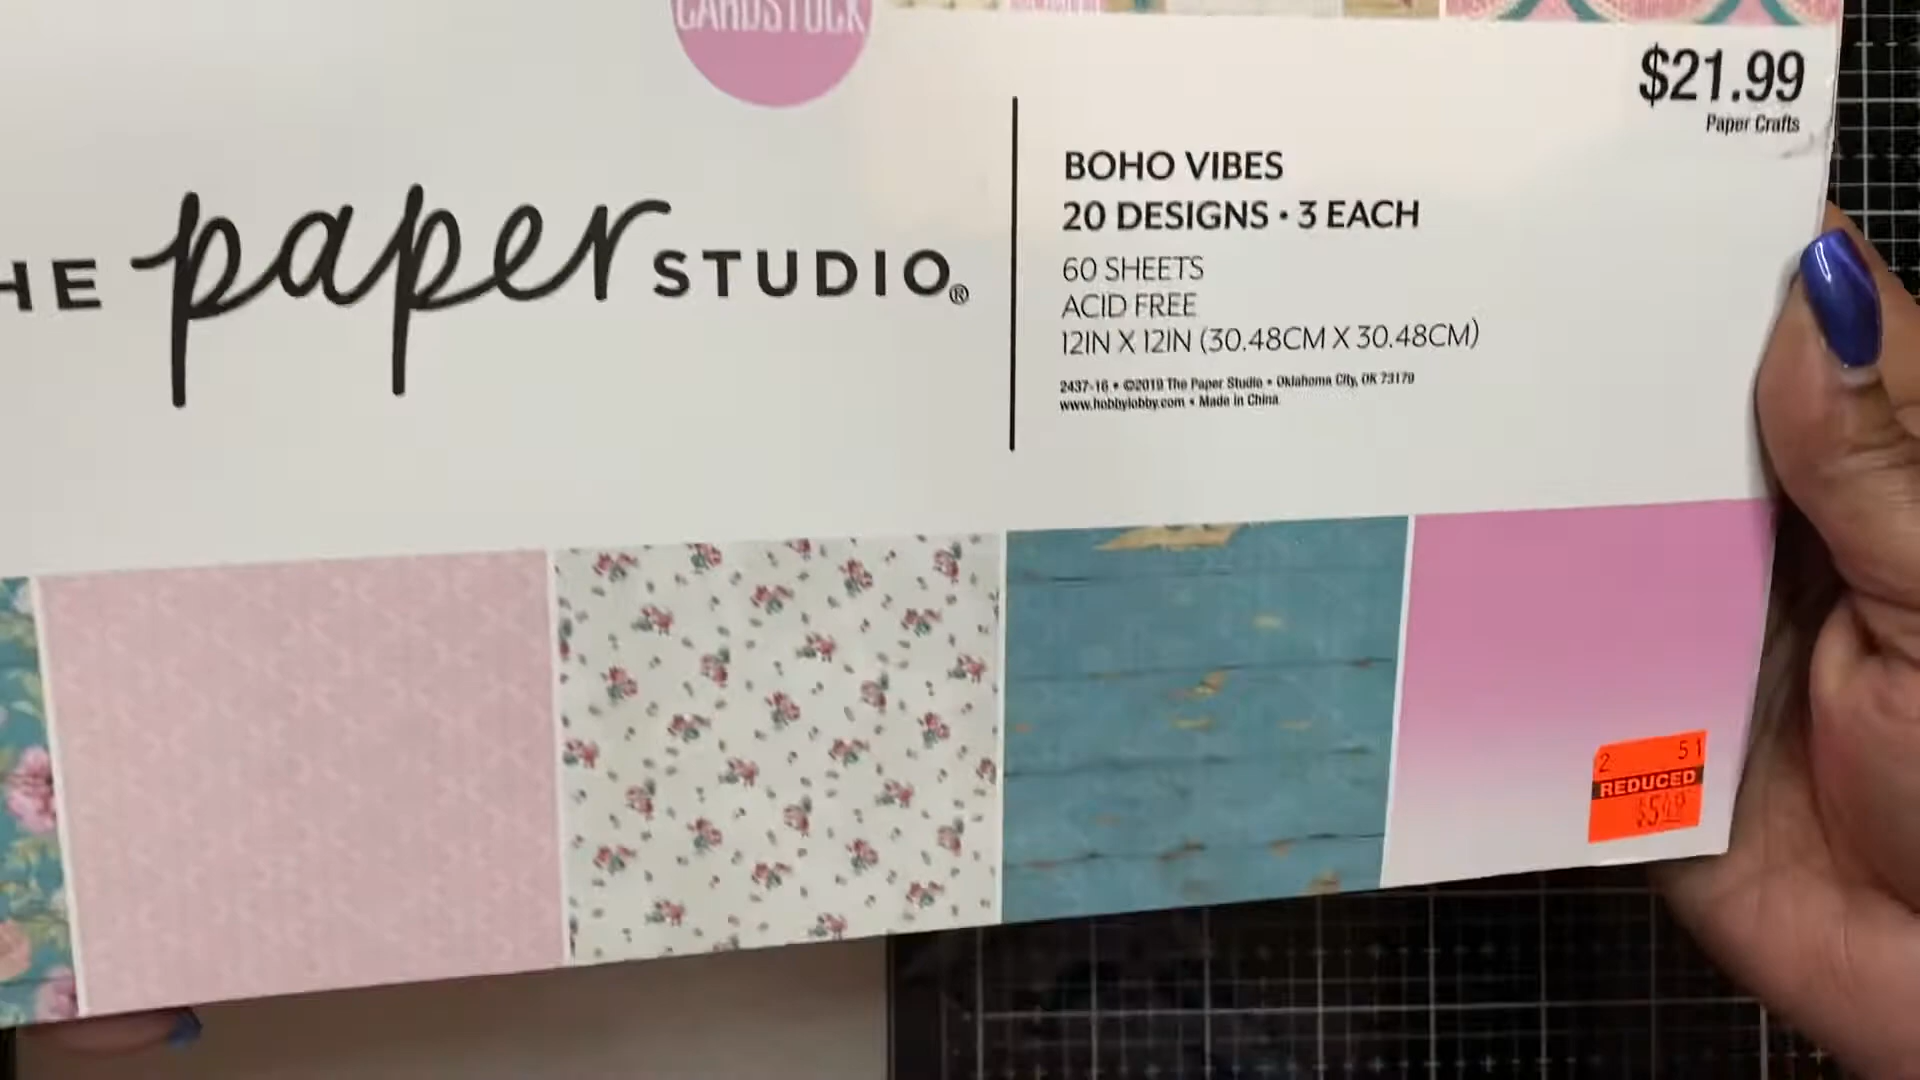 CARDSTOCK
$21.99
Paper Crafts
HE paper STUDIO®
BOHO VIBES
20 DESIGNS • 3 EACH
60 SHEETS
ACID FREE
12IN X 12IN (30.48CM X 30.48CM)
2437-16 • ©2019 The Paper Studio • Oklahoma City, OK 73179
www.hobbylobby.com • Made in China
2 51
REDUCED